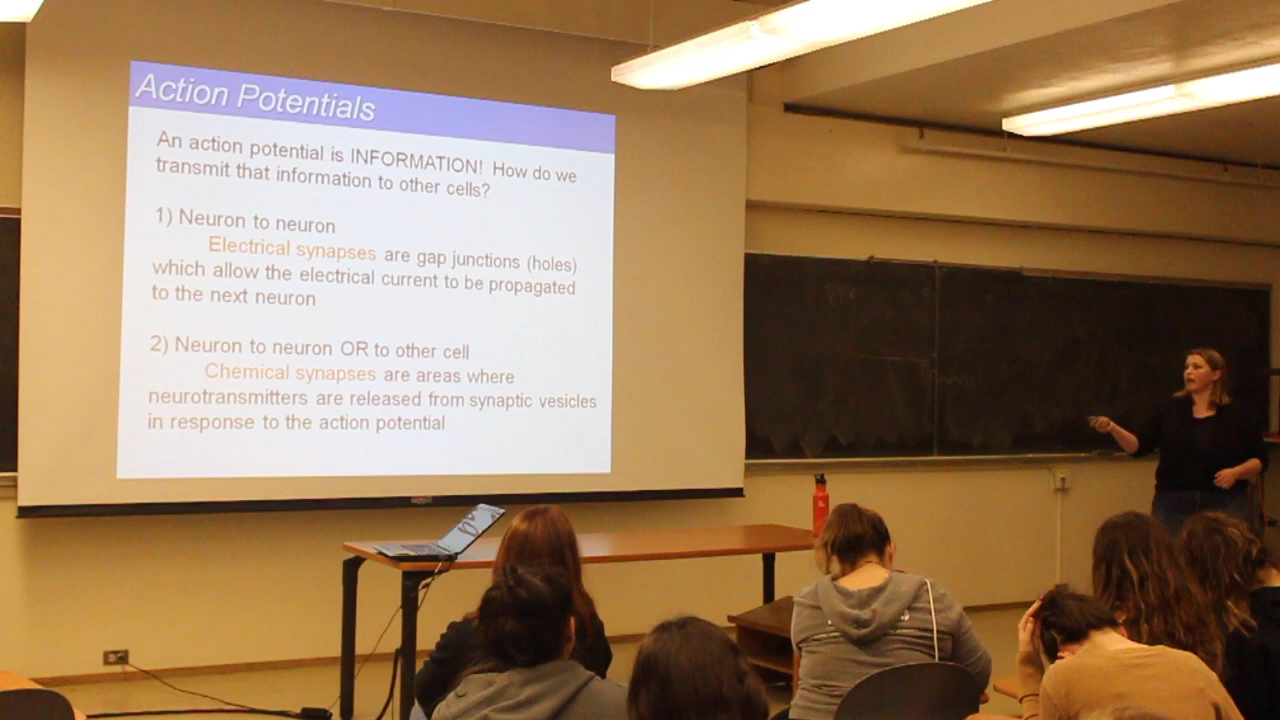 Action Potentials
An action potential is INFORMATION! How do we
transmit that information to other cells?
1) Neuron to neuron
Electrical synapses are gap junctions (holes)
which allow the electrical current to be propagated
to the next neuron
2) Neuron to neuron OR to other cell
Chemical synapses are areas where
neurotransmitters are released from synaptic vesicles
in response to the action potential